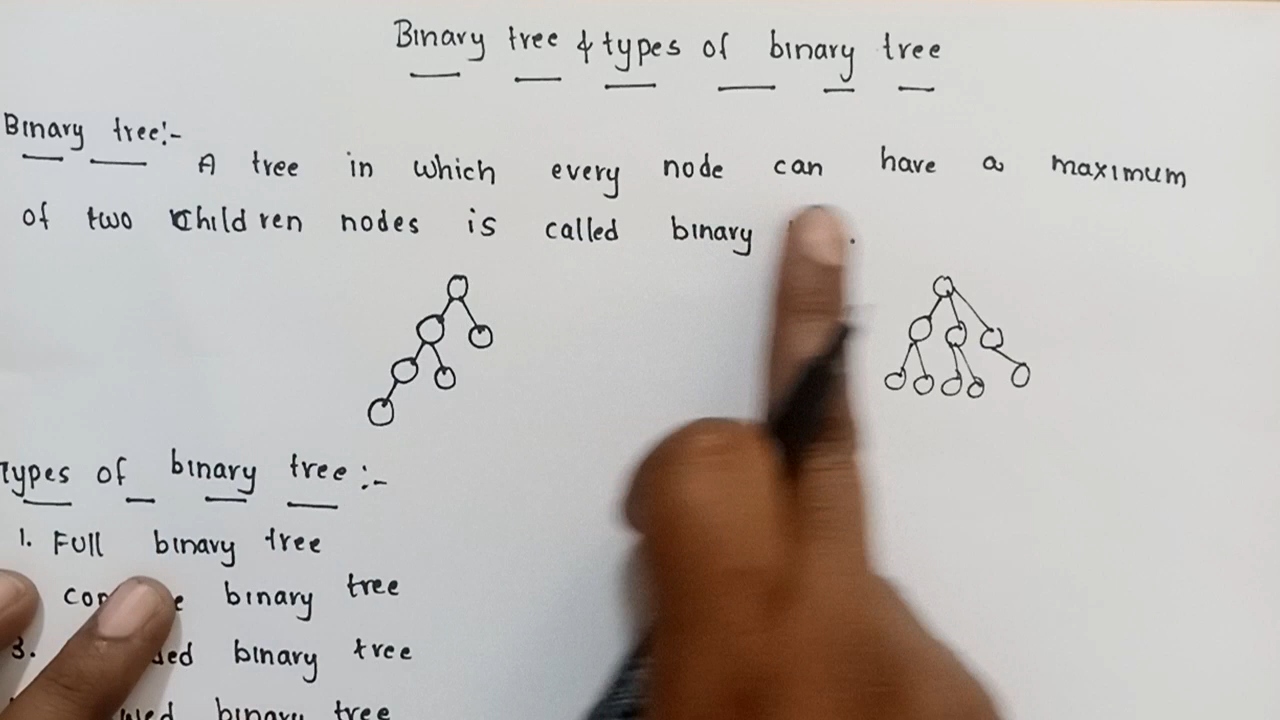 Binary tree & types of binary tree
Binary tree:-
A tree in which every node can have a maximum
of two children nodes is called binary .
Types of binary tree :-
1. Full binary tree
binary tree
3. binary tree
binary tree